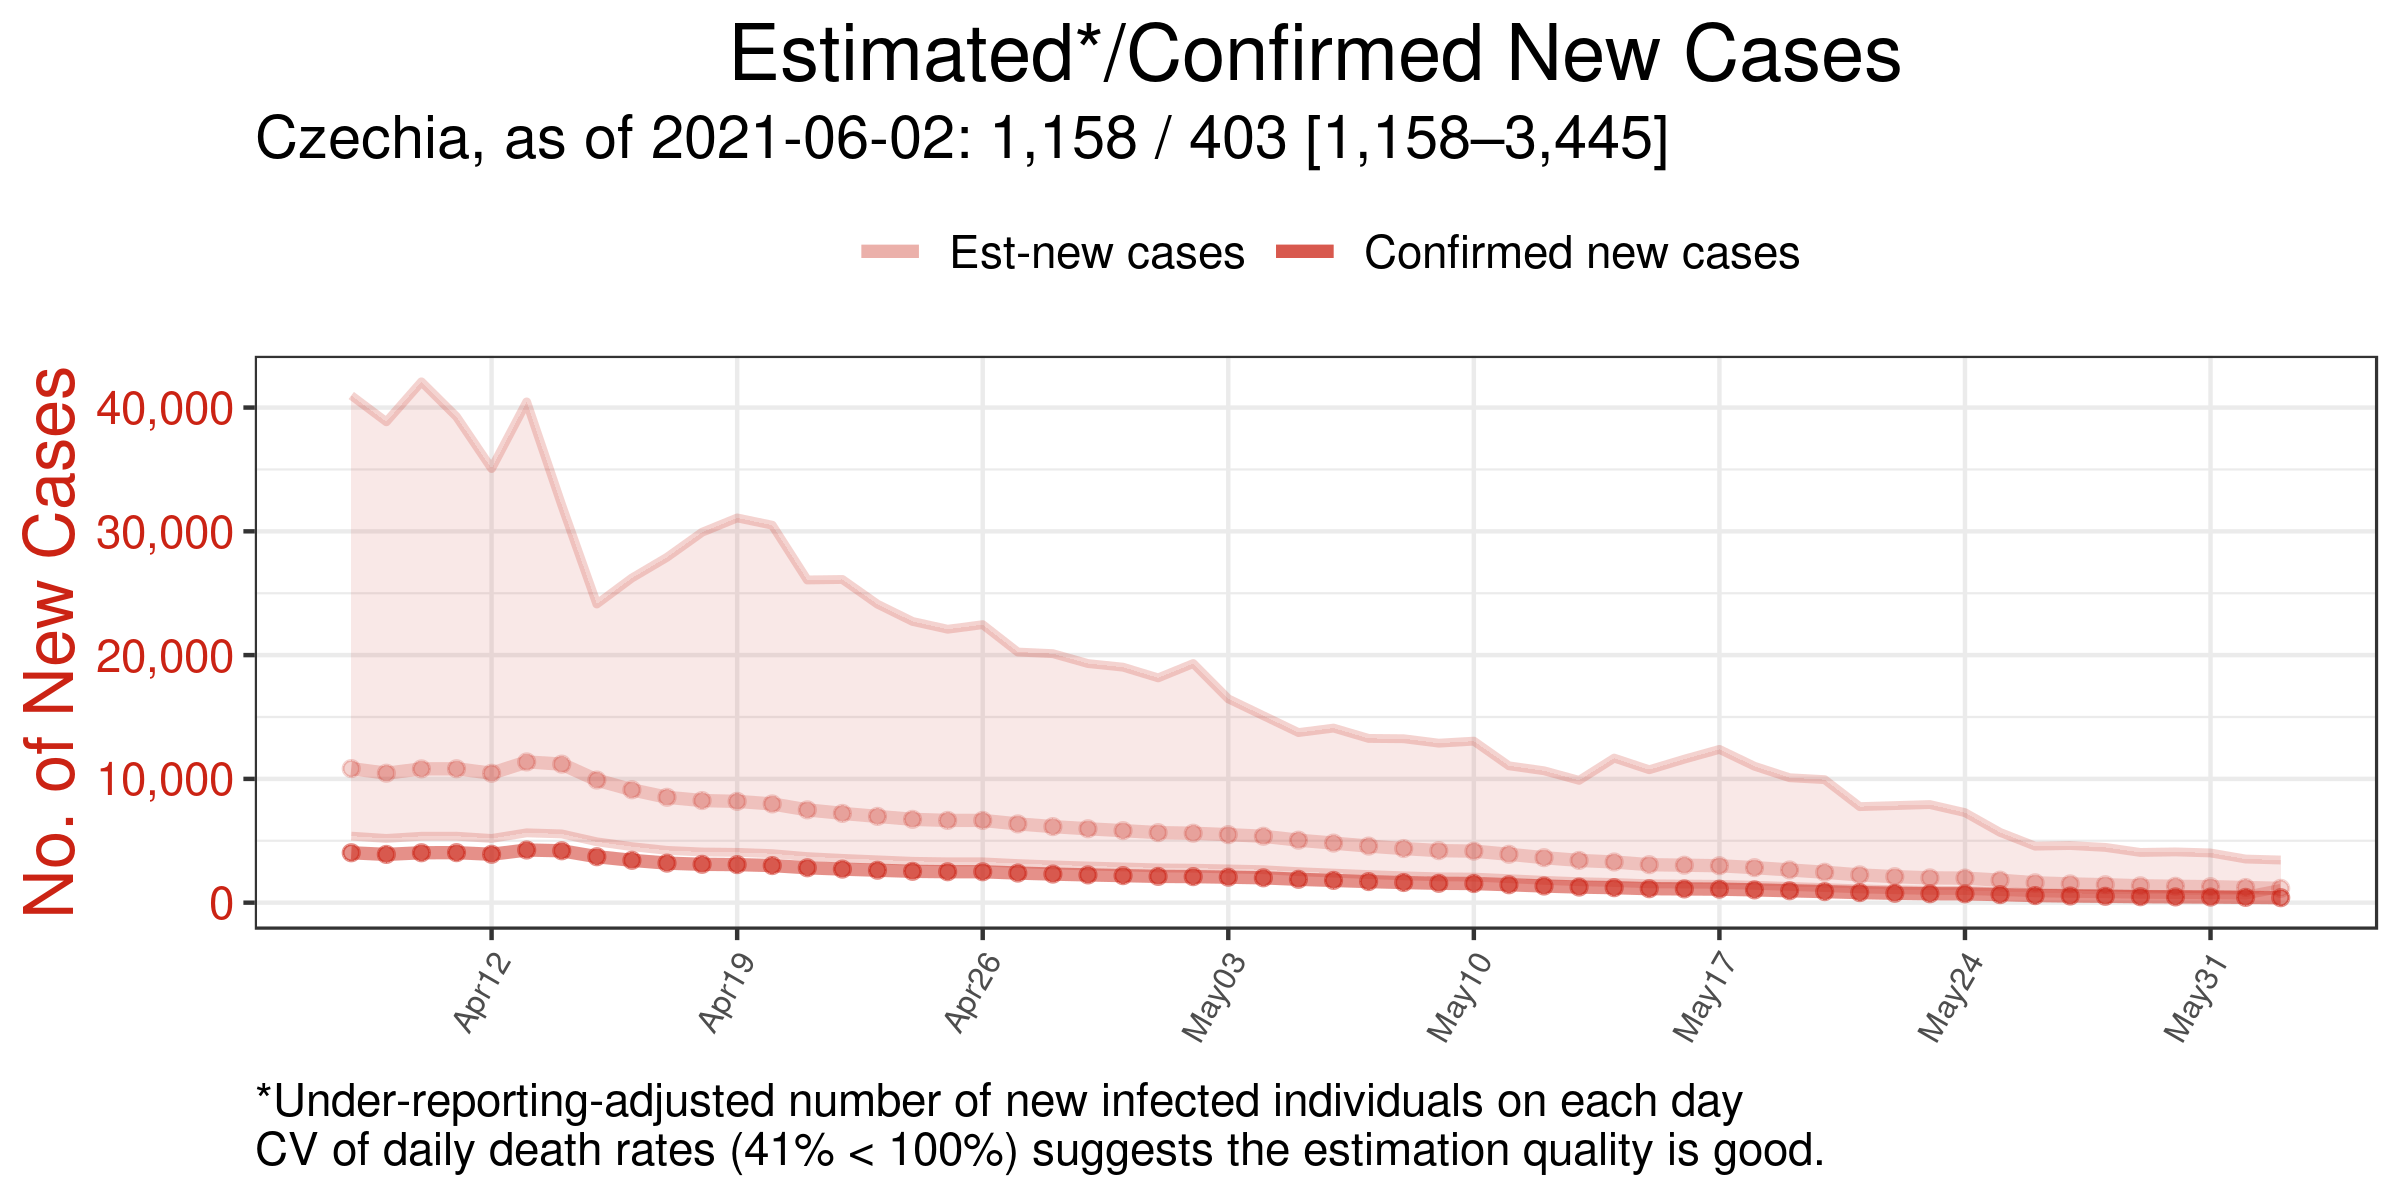 Estimated*/Confirmed New Cases
Czechia, as of 2021-06-02: 1,158 / 403 [1,158–3,445]
Est-new cases
Confirmed new cases
No. of New Cases
40,000
30,000
20,000
10,000
0
Apr12
Apr19
Apr26
May03
May10
May17
May24
May31
*Under-reporting-adjusted number of new infected individuals on each day
CV of daily death rates (41% < 100%) suggests the estimation quality is good.